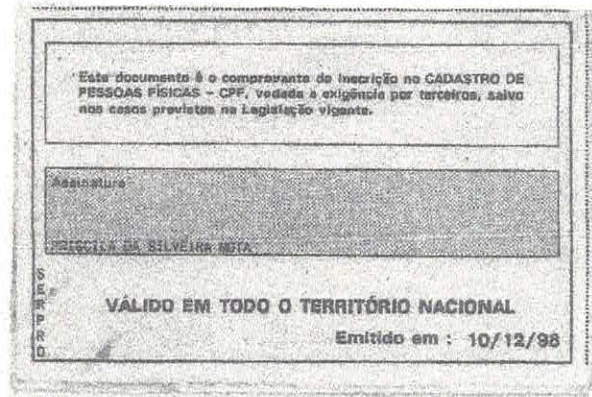 Este documento é o comprovante de inscrição no CADASTRO DE
PESSOAS FÍSICAS - CPF, vedada a exigência por terceiros, salvo
nos casos previstos na Legislação vigente.
Assinatura
PRISCILA DA SILVEIRA MOTA
SERPRO
VÁLIDO EM TODO O TERRITÓRIO NACIONAL
Emitido em : 10/12/98